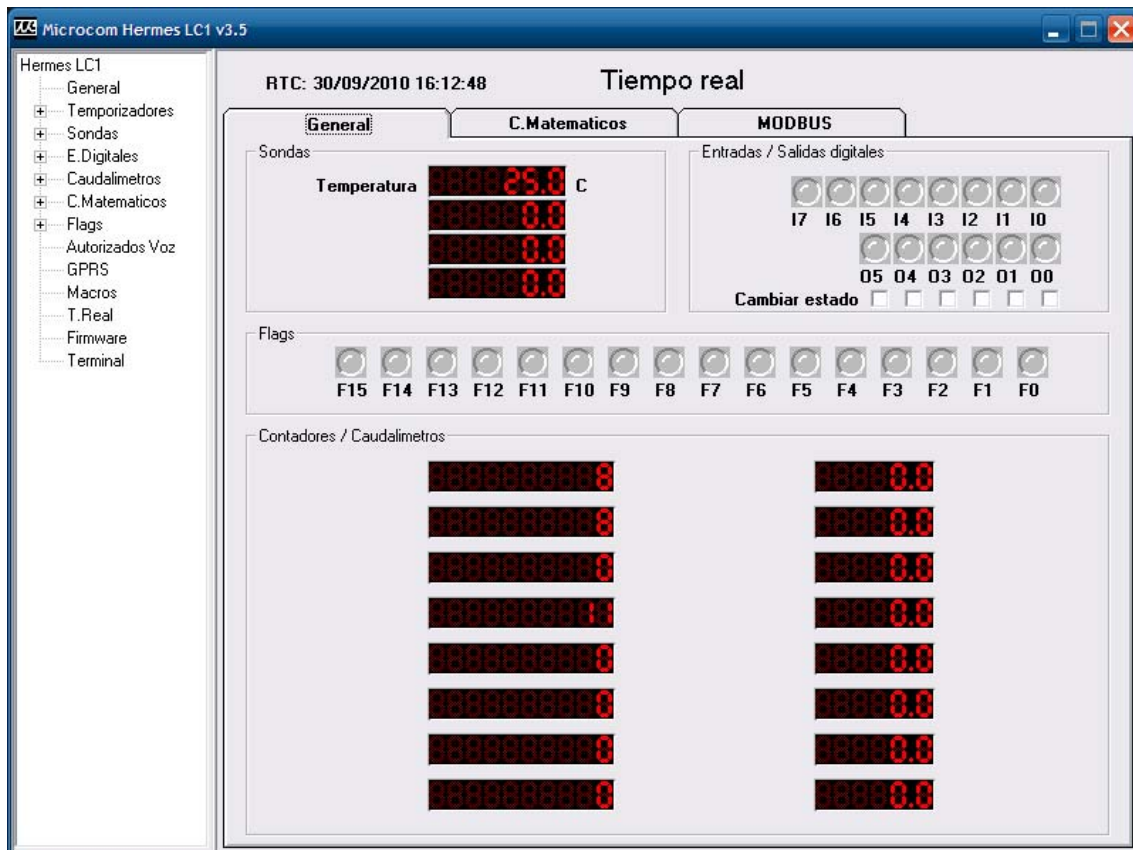 Microcom Hermes LC1 v3.5
Hermes LC1
General
Temporizadores
Sondas
E.Digitales
Caudalimetros
C.Matematicos
Flags
Autorizados Voz
GPRS
Macros
T.Real
Firmware
Terminal
RTC: 30/09/2010 16:12:48 Tiempo real
General C.Matematicos MODBUS
Sondas
Temperatura 25.0 C
0.0
0.0
0.0
Entradas / Salidas digitales
I7 I6 I5 I4 I3 I2 I1 I0
O5 O4 O3 O2 O1 O0
Cambiar estado
Flags
F15 F14 F13 F12 F11 F10 F9 F8 F7 F6 F5 F4 F3 F2 F1 F0
Contadores / Caudalimetros
8 0.0
8 0.0
0 0.0
11 0.0
0 0.0
0 0.0
0 0.0
0 0.0